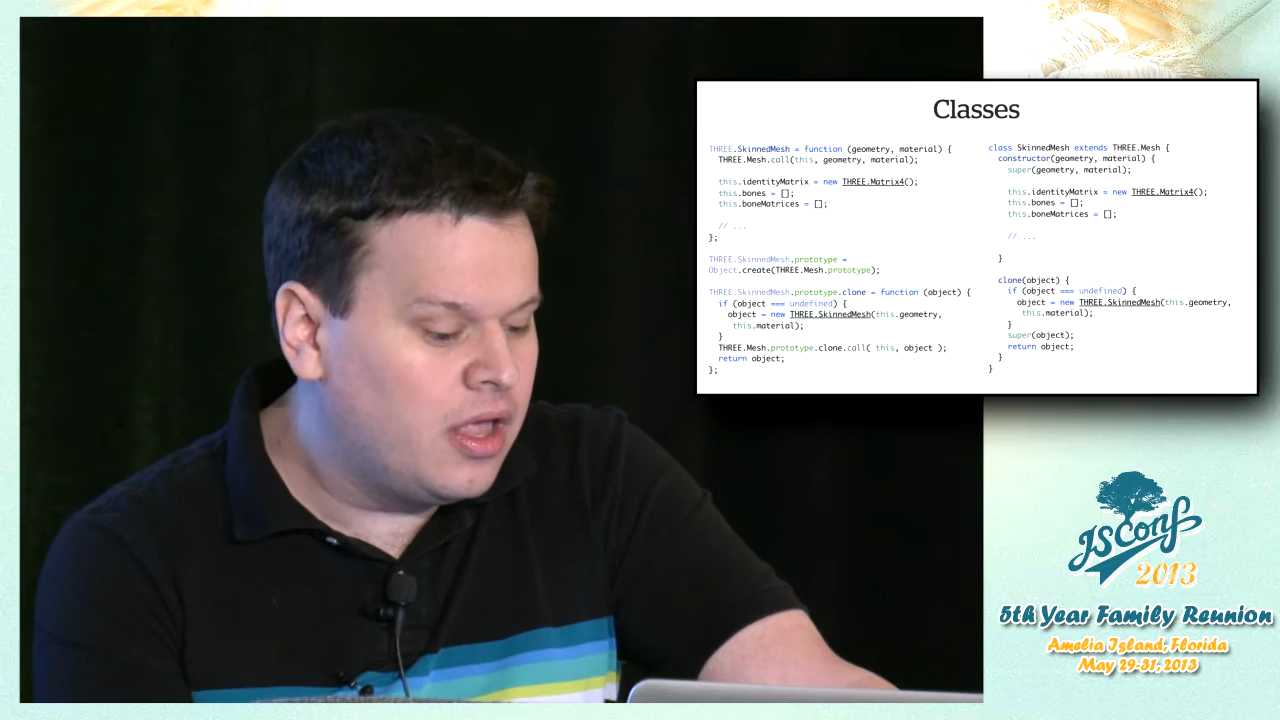 Classes
THREE.SkinnedMesh = function (geometry, material) {
THREE.Mesh.call(this, geometry, material);
this.identityMatrix = new THREE.Matrix4();
this.bones = [];
this.boneMatrices = [];
// ...
};
THREE.SkinnedMesh.prototype =
Object.create(THREE.Mesh.prototype);
THREE.SkinnedMesh.prototype.clone = function (object) {
if (object === undefined) {
object = new THREE.SkinnedMesh(this.geometry,
this.material);
}
THREE.Mesh.prototype.clone.call( this, object );
return object;
};
class SkinnedMesh extends THREE.Mesh {
constructor(geometry, material) {
super(geometry, material);
this.identityMatrix = new THREE.Matrix4();
this.bones = [];
this.boneMatrices = [];
// ...
}
clone(object) {
if (object === undefined) {
object = new THREE.SkinnedMesh(this.geometry,
this.material);
}
super(object);
return object;
}
}
JSConf
2013
5th Year Family Reunion
Amelia Island, Florida
May 29-31, 2013